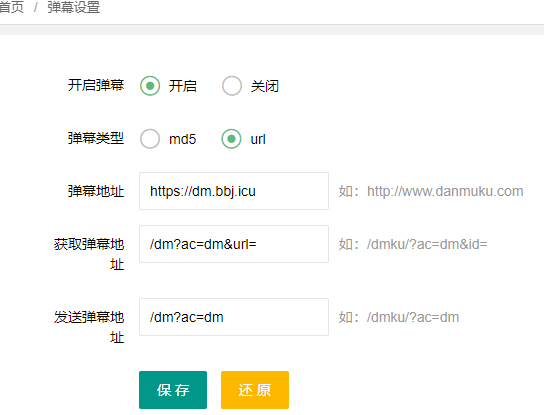 首页 / 弹幕设置
开启弹幕 开启 关闭
弹幕类型 md5 url
弹幕地址 https://dm.bbj.icu 如：http://www.danmuku.com
获取弹幕地 /dm?ac=dm&url= 如：/dmku/?ac=dm&id=
址
发送弹幕地 /dm?ac=dm 如：/dmku/?ac=dm
址
保存 还原